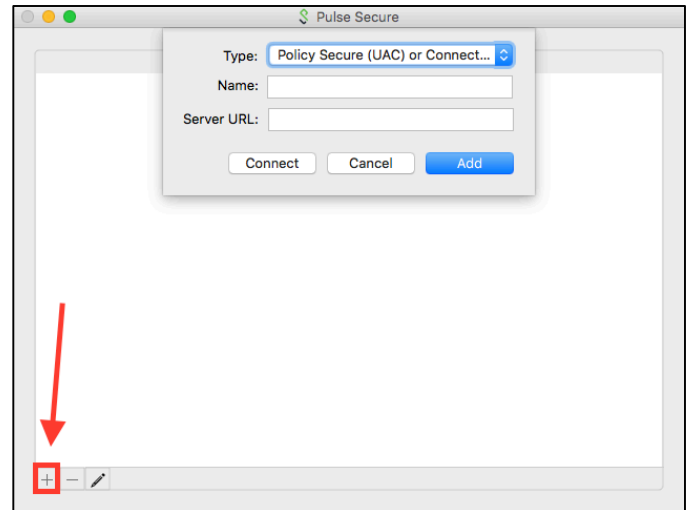 Pulse Secure
Type: Policy Secure (UAC) or Connect...
Name:
Server URL:
Connect Cancel Add
+ −